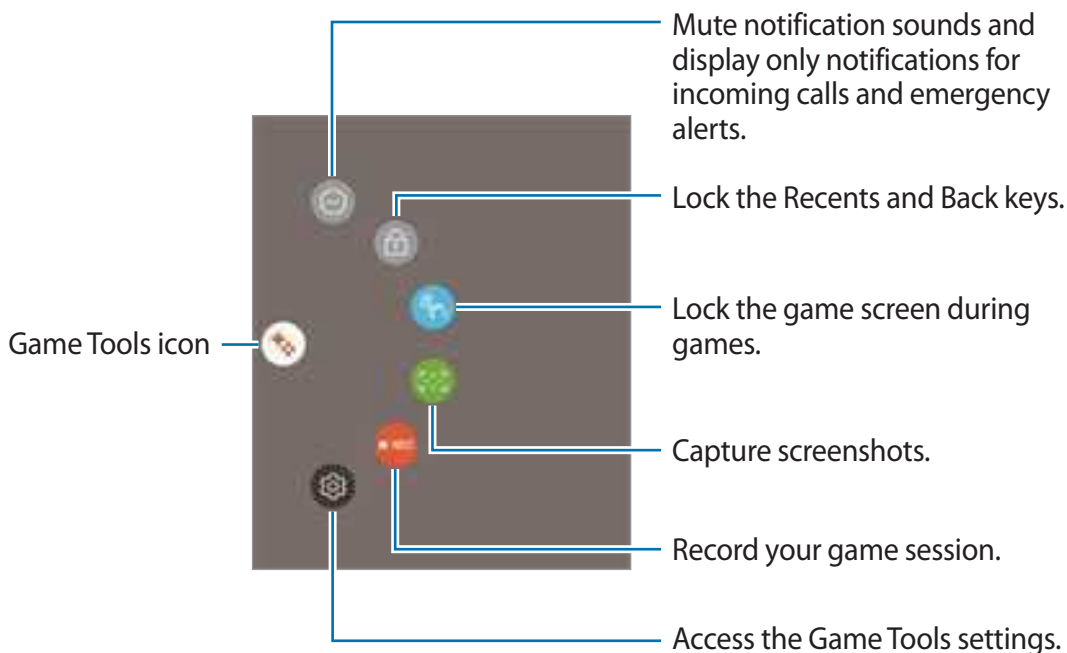 Mute notification sounds and
display only notifications for
incoming calls and emergency
alerts.
Lock the Recents and Back keys.
Lock the game screen during
games.
Game Tools icon
Capture screenshots.
Record your game session.
Access the Game Tools settings.